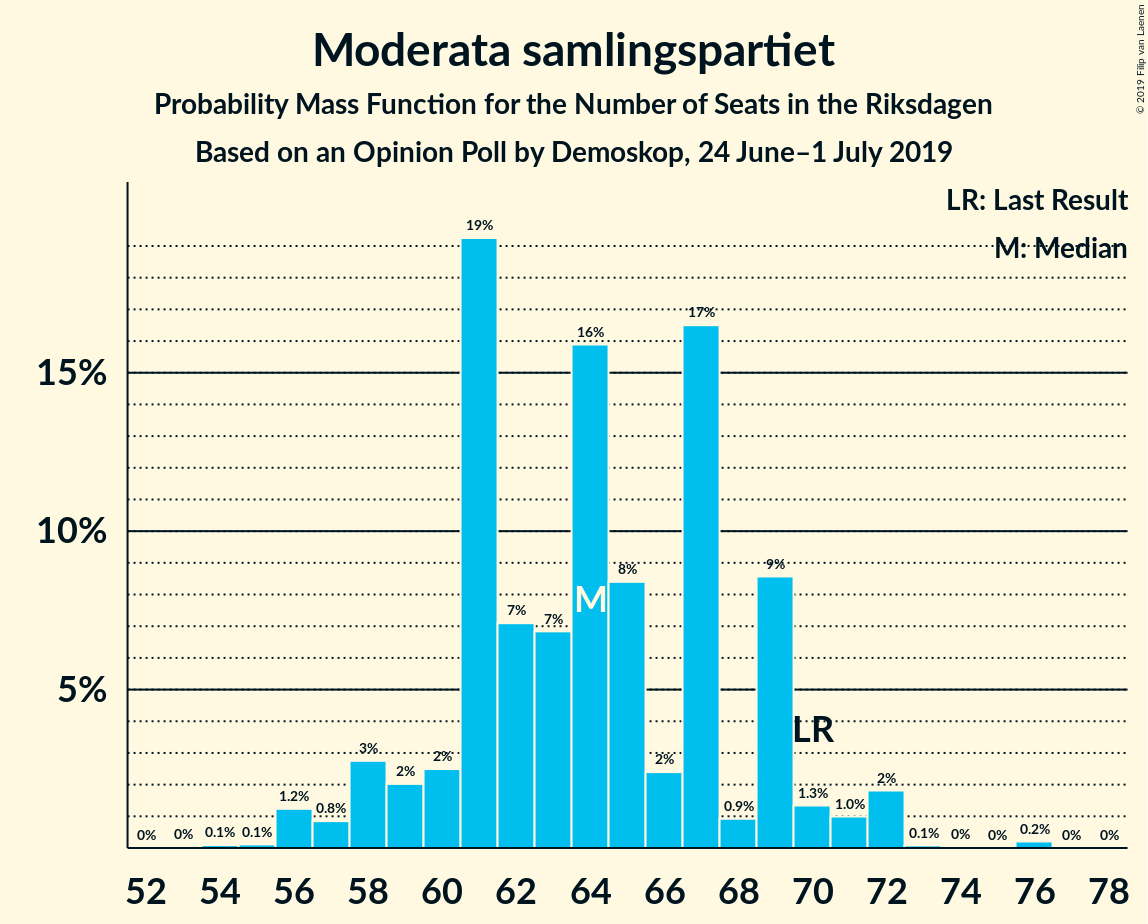 Moderata samlingspartiet
Probability Mass Function for the Number of Seats in the Riksdagen
Based on an Opinion Poll by Demoskop, 24 June–1 July 2019
© 2019 Filip van Laenen
LR: Last Result
M: Median
15%
10%
5%
0% 0% 0.1% 0.1% 1.2% 0.8% 3% 2% 2% 19% 7% 7% 16% 8% 2% 17% 0.9% 9% 1.3% 1.0% 2% 0.1% 0% 0% 0.2% 0% 0%
M
LR
52 54 56 58 60 62 64 66 68 70 72 74 76 78